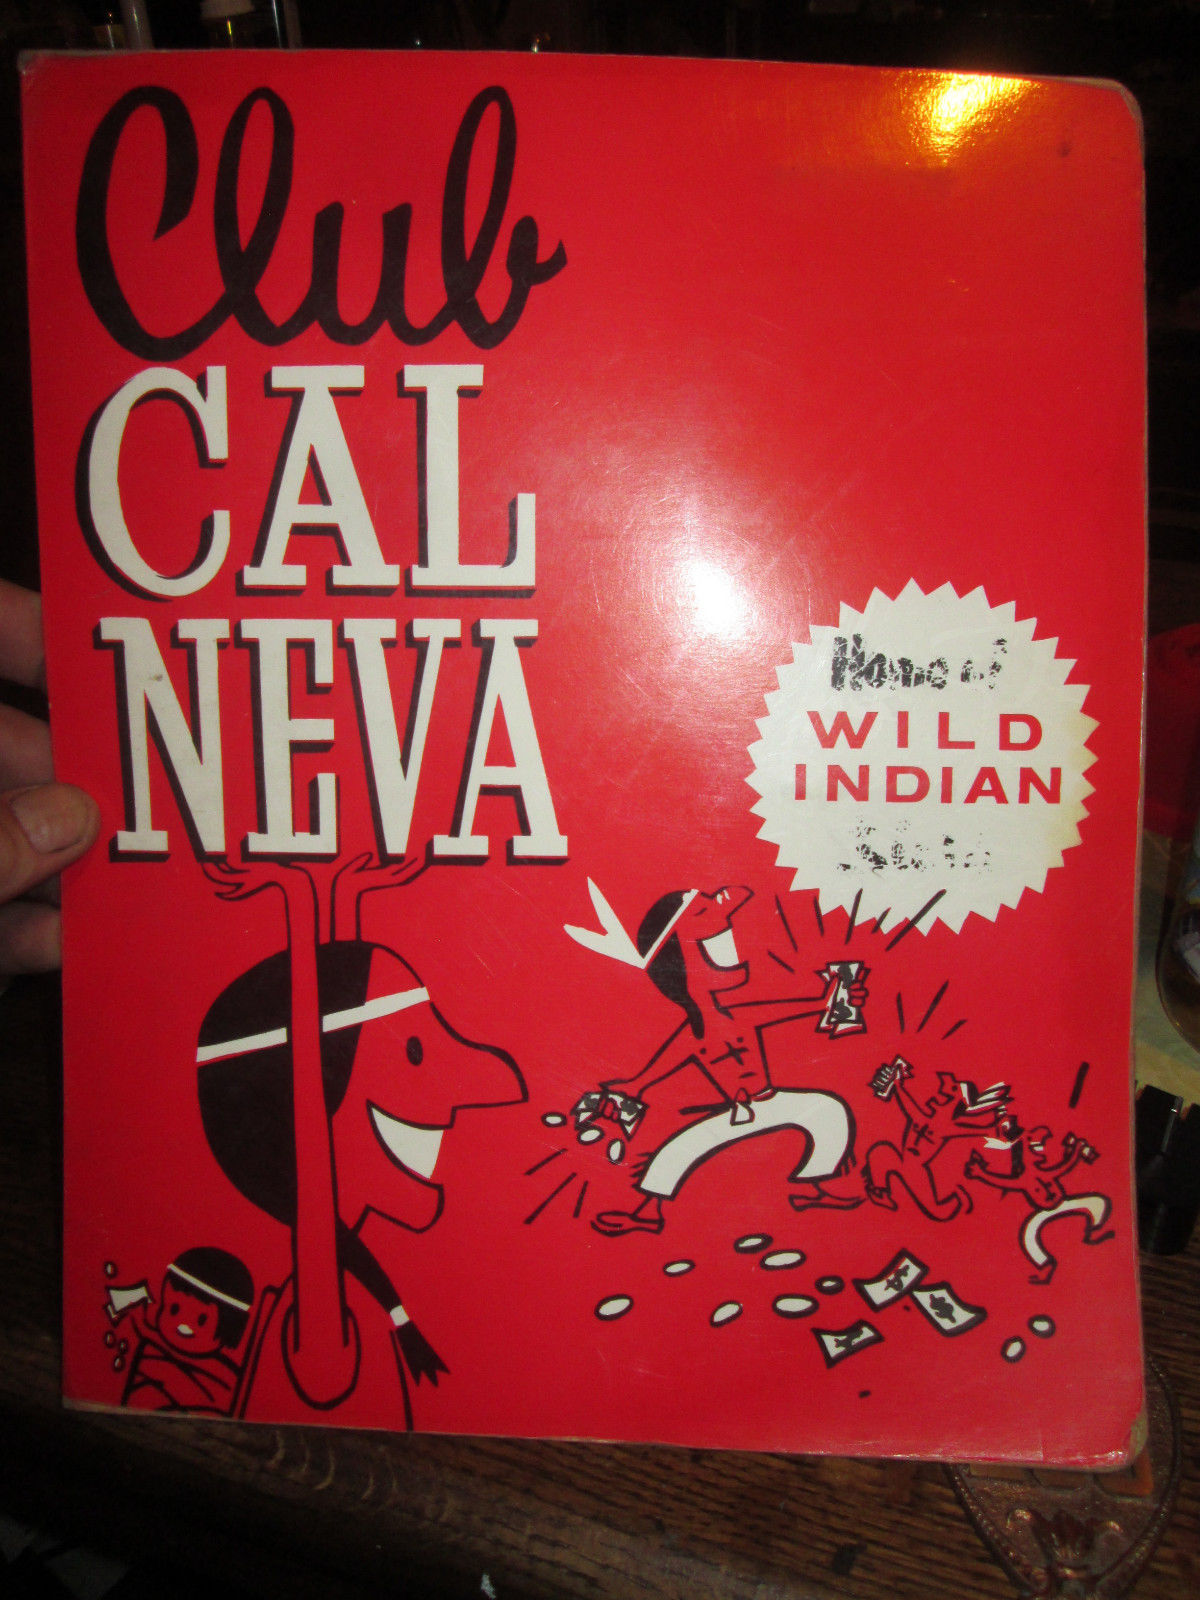 Club
CAL
NEVA
Home of
WILD
INDIAN